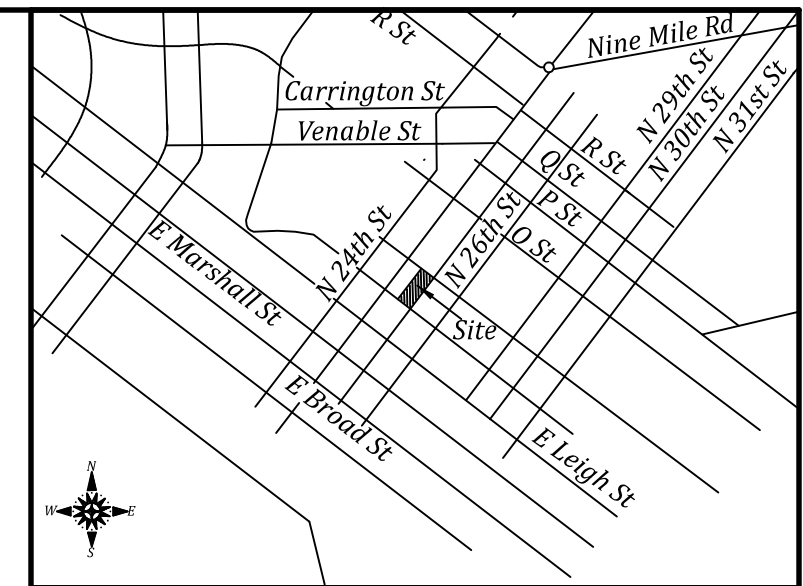 R St
Nine Mile Rd
Carrington St
Venable St
N 29th St
N 30th St
N 31st St
R St
Q St
P St
O St
N 26th St
N 24th St
E Marshall St
Site
E Broad St
E Leigh St
N
W
E
S